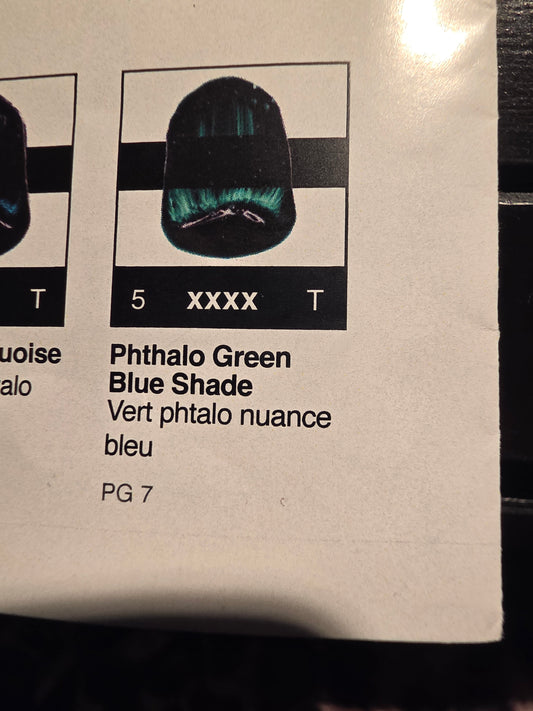 T
5 XXXX T
uoise
alo
Phthalo Green
Blue Shade
Vert phtalo nuance
bleu
PG 7